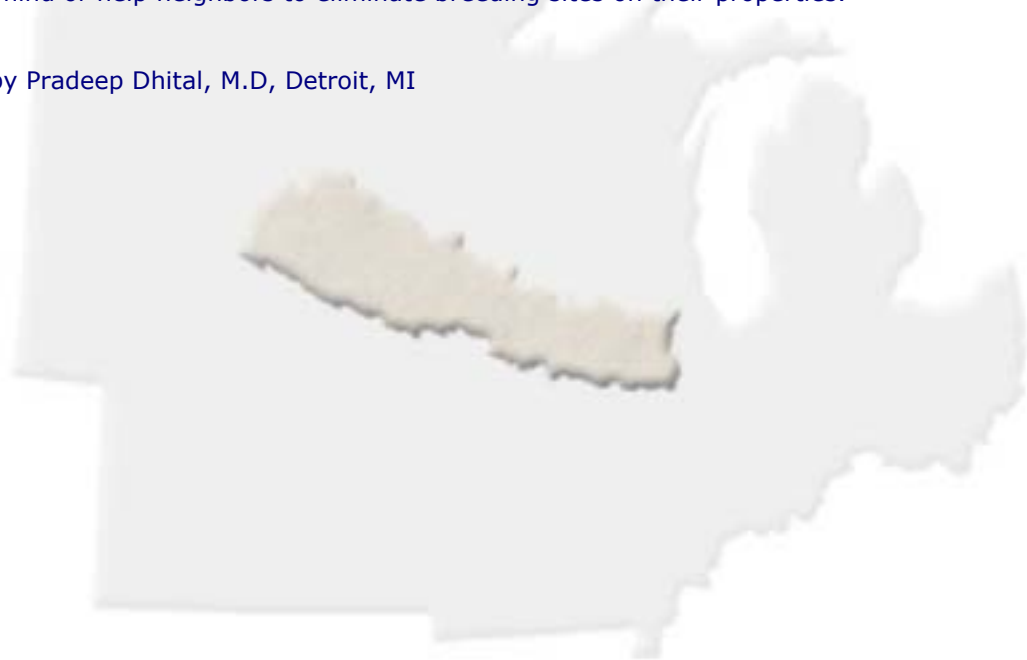 mind or help neighbors to eliminate breeding sites on their properties.
by Pradeep Dhital, M.D, Detroit, MI